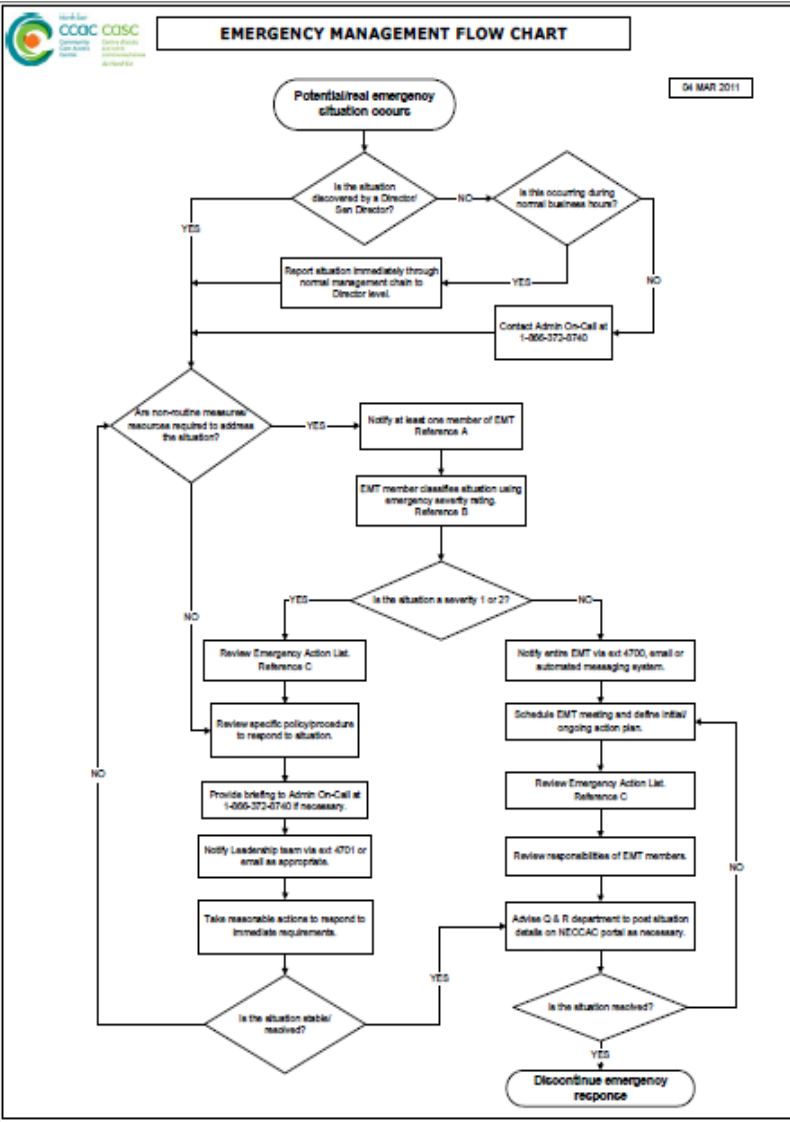 North East
ccac casc
Community
Care Access
Centre
EMERGENCY MANAGEMENT FLOW CHART
04 MAR 2011
Potential/real emergency
situation occurs
Is the situation
discovered by a Director/
Sen Director?
NO
Is this occurring during
normal business hours?
YES
Report situation immediately through
normal management chain to
Director level.
YES
NO
Contact Admin On-Call at
1-866-372-8740
Are non-routine measures/
resources required to address
the situation?
YES
Notify at least one member of EMT
Reference A
EMT member classifies situation using
emergency severity rating.
Reference B
YES
Is the situation a severity 1 or 2?
NO
NO
Review Emergency Action List.
Reference C
Notify entire EMT via ext 4700, email or
automated messaging system.
Review specific policy/procedure
to respond to situation.
Schedule EMT meeting and define initial/
ongoing action plan.
NO
Provide briefing to Admin On-Call at
1-866-372-8740 if necessary.
Review Emergency Action List.
Reference C
Notify Leadership team via ext 4701 or
email as appropriate.
Review responsibilities of EMT members.
NO
Take reasonable actions to respond to
immediate requirements.
Advise Q & R department to post situation
details on NECCAC portal as necessary.
YES
Is the situation stable/
resolved?
Is the situation resolved?
YES
Discontinue emergency
response